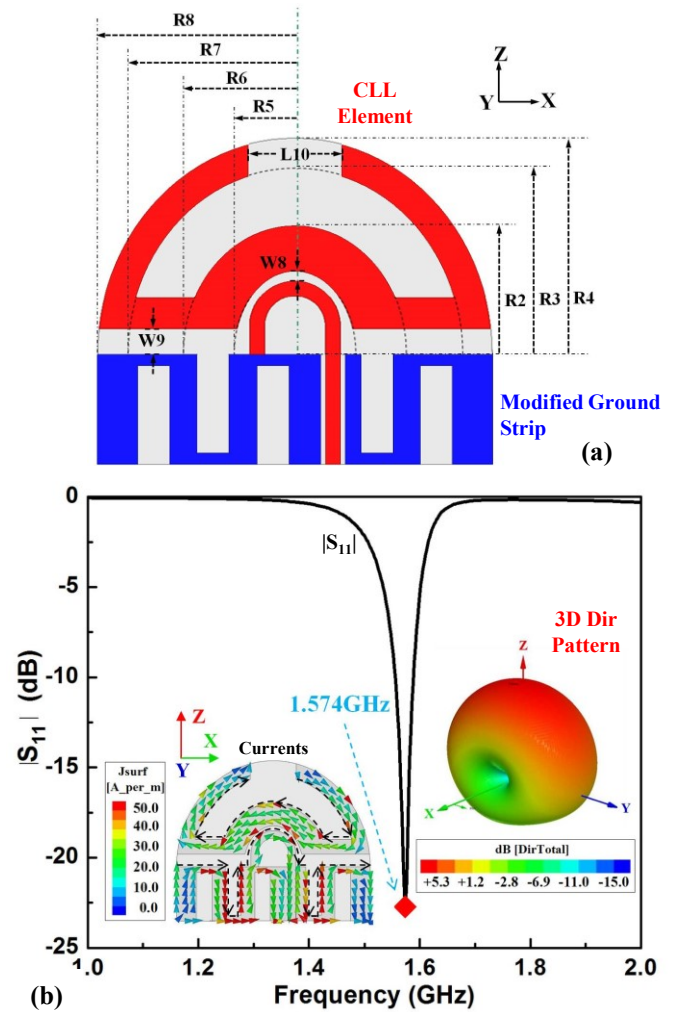 R8
R7
R6
R5
Z
Y
X
CLL
Element
L10
W8
W9
R2
R3
R4
Modified Ground
Strip
(a)
0
-5
-10
-15
-20
-25
|S₁₁| (dB)
|S₁₁|
3D Dir
Pattern
Z
X
Y
1.574GHz
Z
X
Y
Currents
Jsurf
[A_per_m]
50.0
40.0
30.0
20.0
10.0
0.0
dB [DirTotal]
+5.3 +1.2 -2.8 -6.9 -11.0 -15.0
1.0 1.2 1.4 1.6 1.8 2.0
Frequency (GHz)
(b)